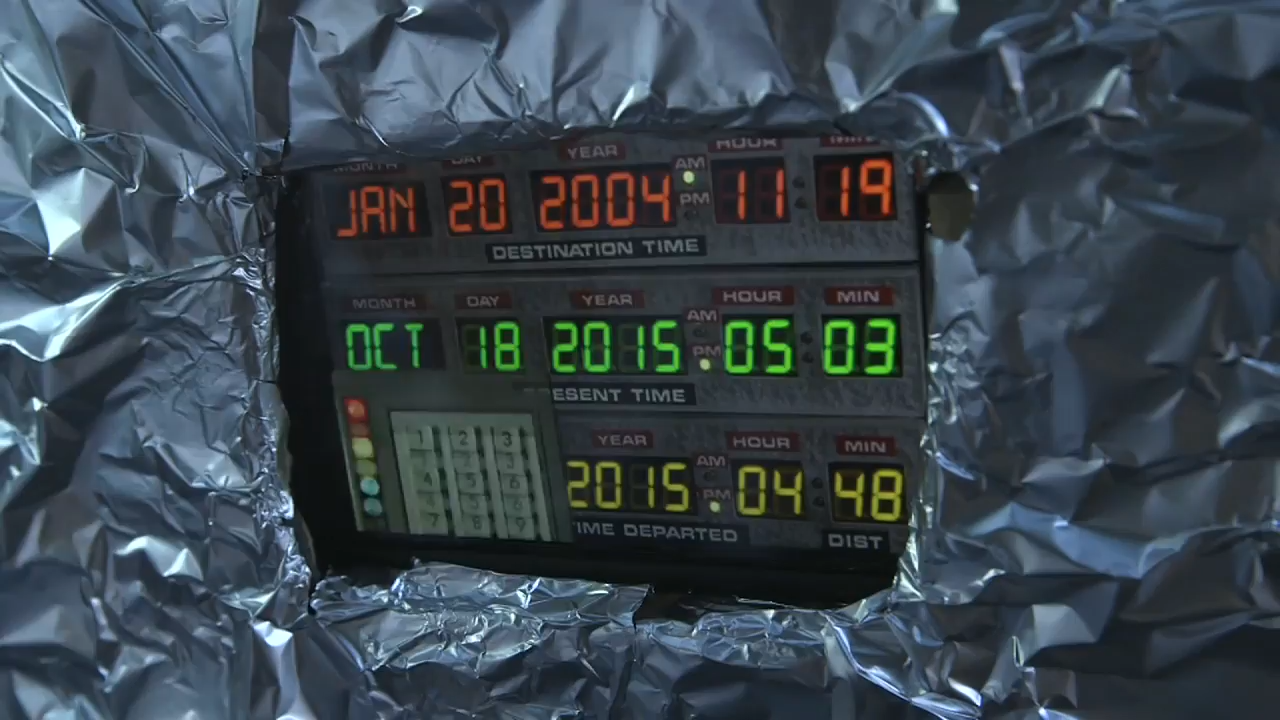 MONTH DAY YEAR AM HOUR MIN
JAN 20 2004 PM 11 19
DESTINATION TIME
MONTH DAY YEAR AM HOUR MIN
OCT 18 2015 PM 05 03
ESENT TIME
YEAR AM HOUR MIN
2015 PM 04 48
TIME DEPARTED DIST
1 2 3
4 5 6
7 8 9